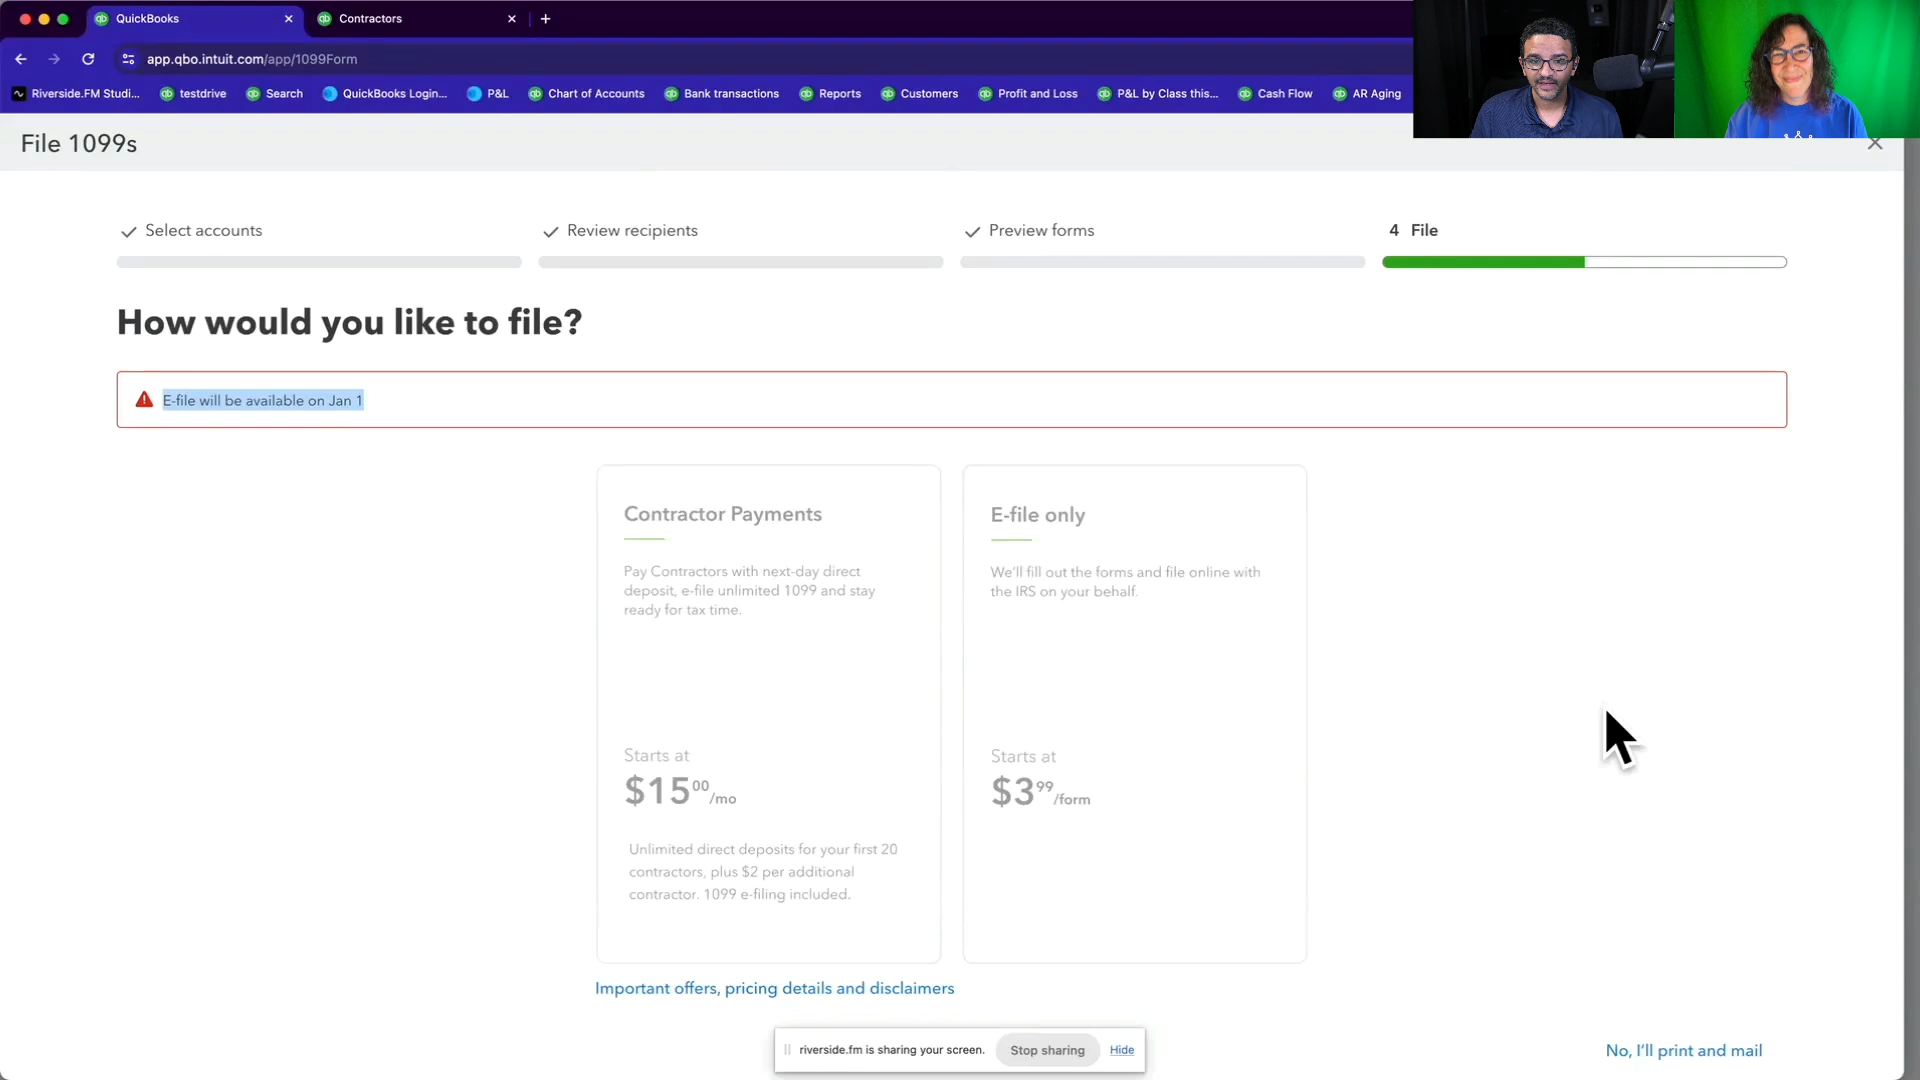 QuickBooks
Contractors
app.qbo.intuit.com/app/1099Form
Riverside.FM Studi...
testdrive
Search
QuickBooks Login...
P&L
Chart of Accounts
Bank transactions
Reports
Customers
Profit and Loss
P&L by Class this...
Cash Flow
AR Aging
File 1099s
Select accounts
Review recipients
Preview forms
4 File
How would you like to file?
E-file will be available on Jan 1
Contractor Payments
Pay Contractors with next-day direct
deposit, e-file unlimited 1099 and stay
ready for tax time.
Starts at
$15 00 /mo
Unlimited direct deposits for your first 20
contractors, plus $2 per additional
contractor. 1099 e-filing included.
E-file only
We'll fill out the forms and file online with
the IRS on your behalf.
Starts at
$3 99 /form
Important offers, pricing details and disclaimers
riverside.fm is sharing your screen.
Stop sharing
Hide
No, I'll print and mail